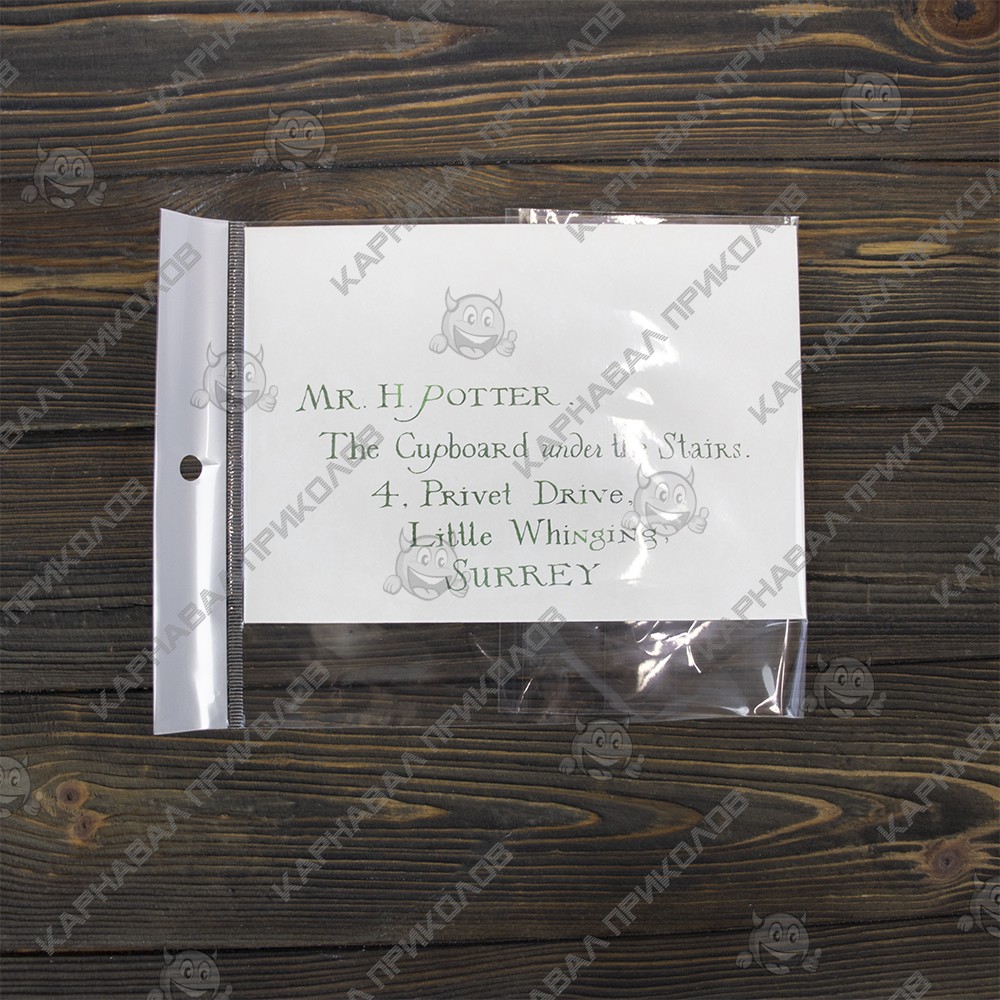 Mr. H. Potter.
The Cupboard under the Stairs.
4, Privet Drive,
Little Whinging,
Surrey
КАРНАВАЛ ПРИКОЛОВ